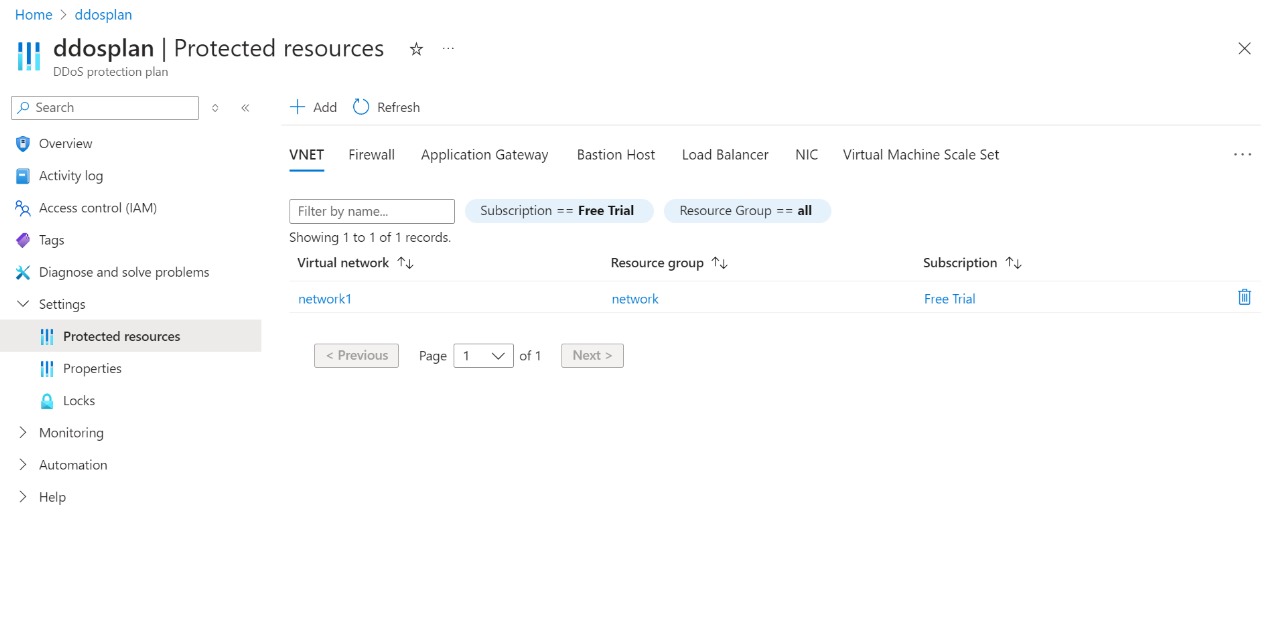 Home > ddosplan
ddosplan | Protected resources ☆ ...
DDoS protection plan
Search
Overview
Activity log
Access control (IAM)
Tags
Diagnose and solve problems
Settings
Protected resources
Properties
Locks
Monitoring
Automation
Help
+ Add Refresh
VNET Firewall Application Gateway Bastion Host Load Balancer NIC Virtual Machine Scale Set ...
Filter by name... Subscription == Free Trial Resource Group == all
Showing 1 to 1 of 1 records.
Virtual network ↑↓ Resource group ↑↓ Subscription ↑↓
network1 network Free Trial
< Previous Page 1 of 1 Next >